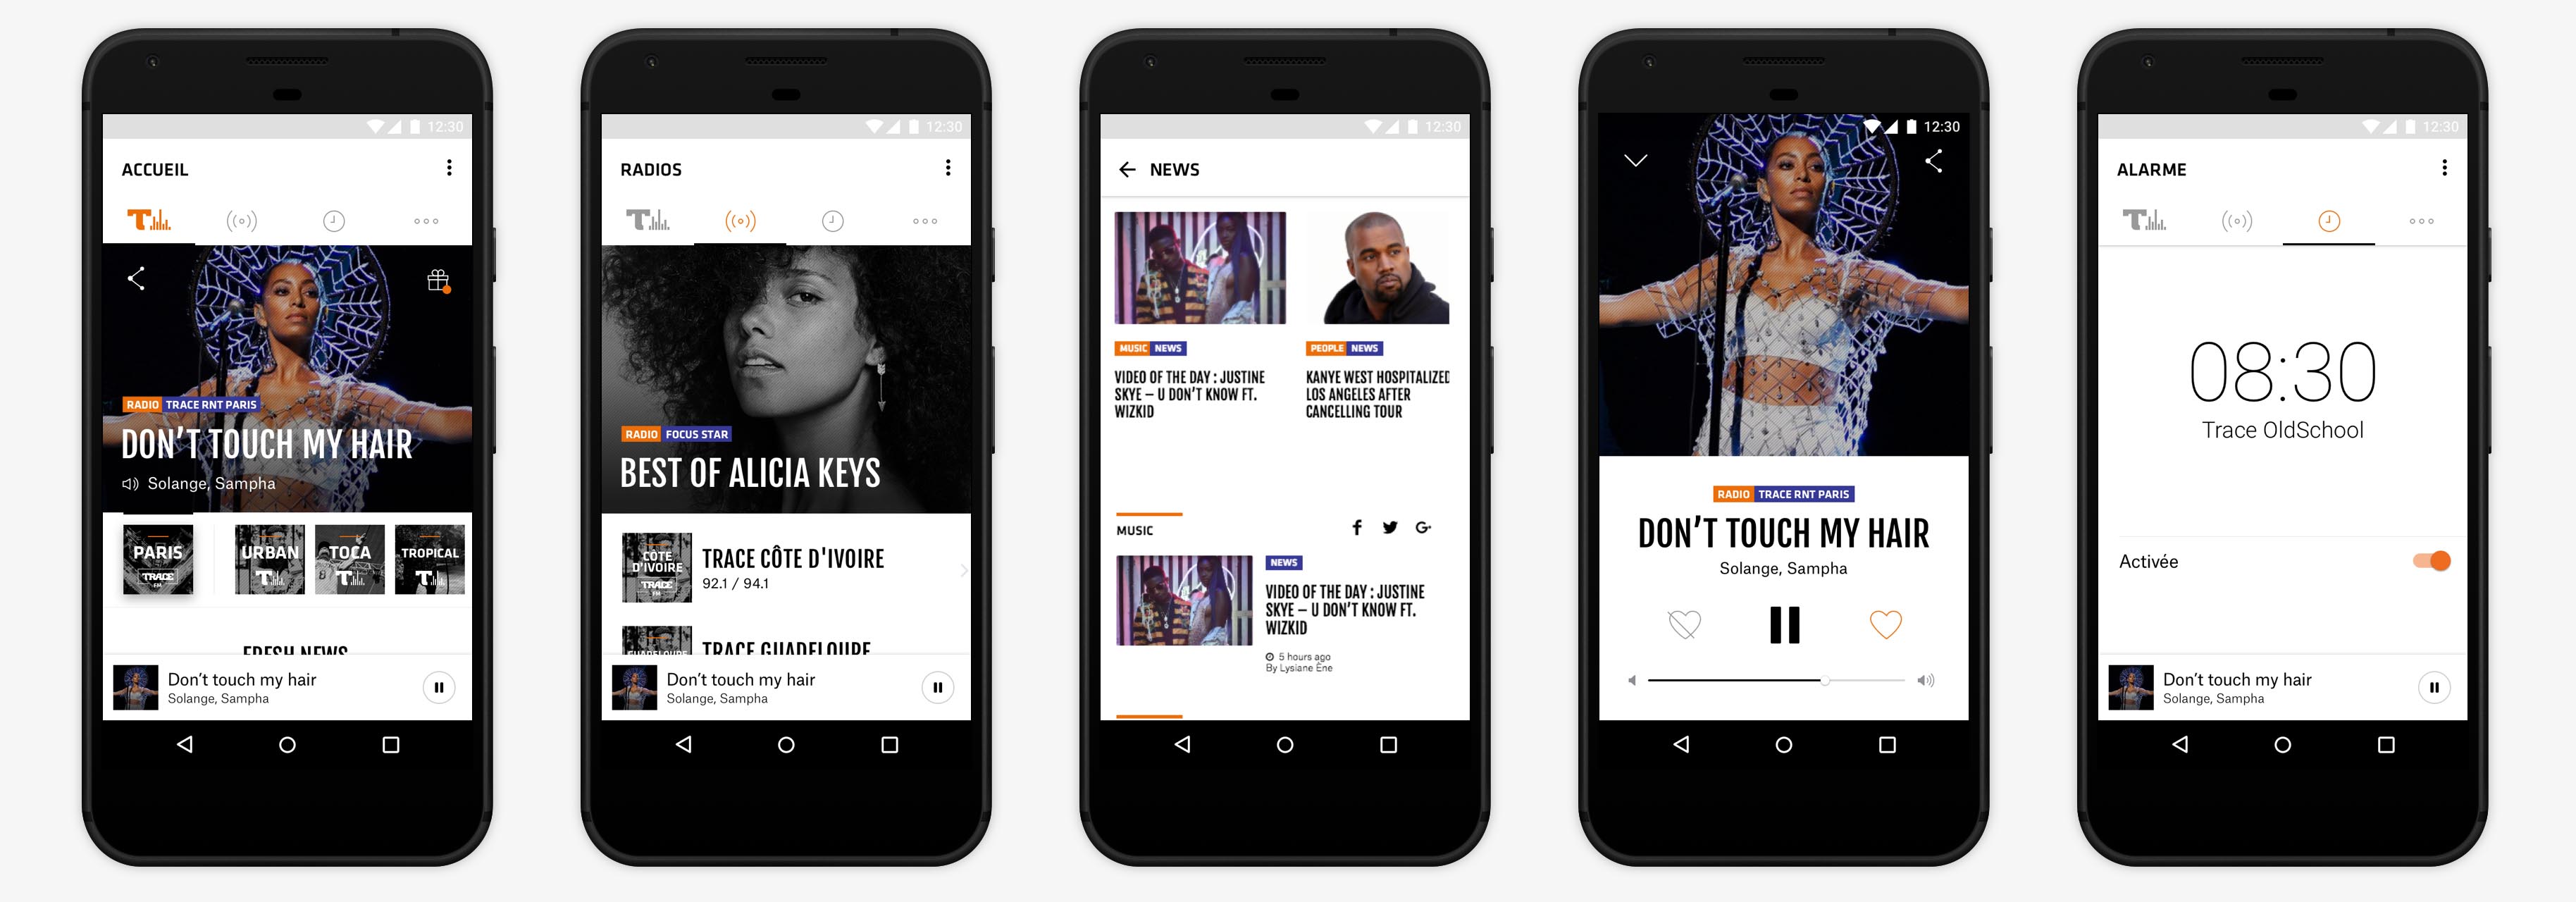 12:30
ACCUEIL
RADIO TRACE RNT PARIS
DON'T TOUCH MY HAIR
Solange, Sampha
PARIS
TRACE
FM
URBAN
TOCA
TROPICAL
FRESH NEWS
Don't touch my hair
Solange, Sampha
12:30
RADIOS
RADIO FOCUS STAR
BEST OF ALICIA KEYS
CÔTE
D'IVOIRE
TRACE
FM
TRACE CÔTE D'IVOIRE
92.1 / 94.1
GUADELOUPE
TRACE GUADELOUPE
Don't touch my hair
Solange, Sampha
12:30
NEWS
MUSIC NEWS
VIDEO OF THE DAY : JUSTINE
SKYE – U DON'T KNOW FT.
WIZKID
PEOPLE NEWS
KANYE WEST HOSPITALIZED
LOS ANGELES AFTER
CANCELLING TOUR
MUSIC
NEWS
VIDEO OF THE DAY : JUSTINE
SKYE – U DON'T KNOW FT.
WIZKID
5 hours ago
By Lysiane Ène
12:30
RADIO TRACE RNT PARIS
DON'T TOUCH MY HAIR
Solange, Sampha
12:30
ALARME
08:30
Trace OldSchool
Activée
Don't touch my hair
Solange, Sampha